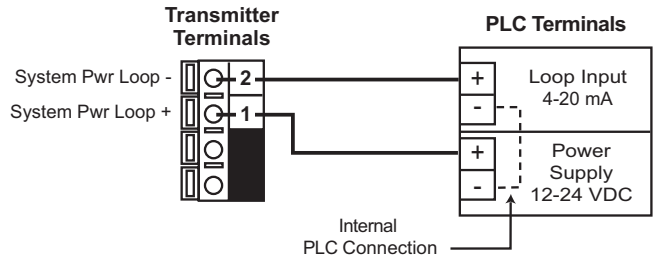 Transmitter
Terminals
PLC Terminals
System Pwr Loop -
2
+
Loop Input
4-20 mA
-
System Pwr Loop +
1
+
Power
Supply
12-24 VDC
-
Internal
PLC Connection